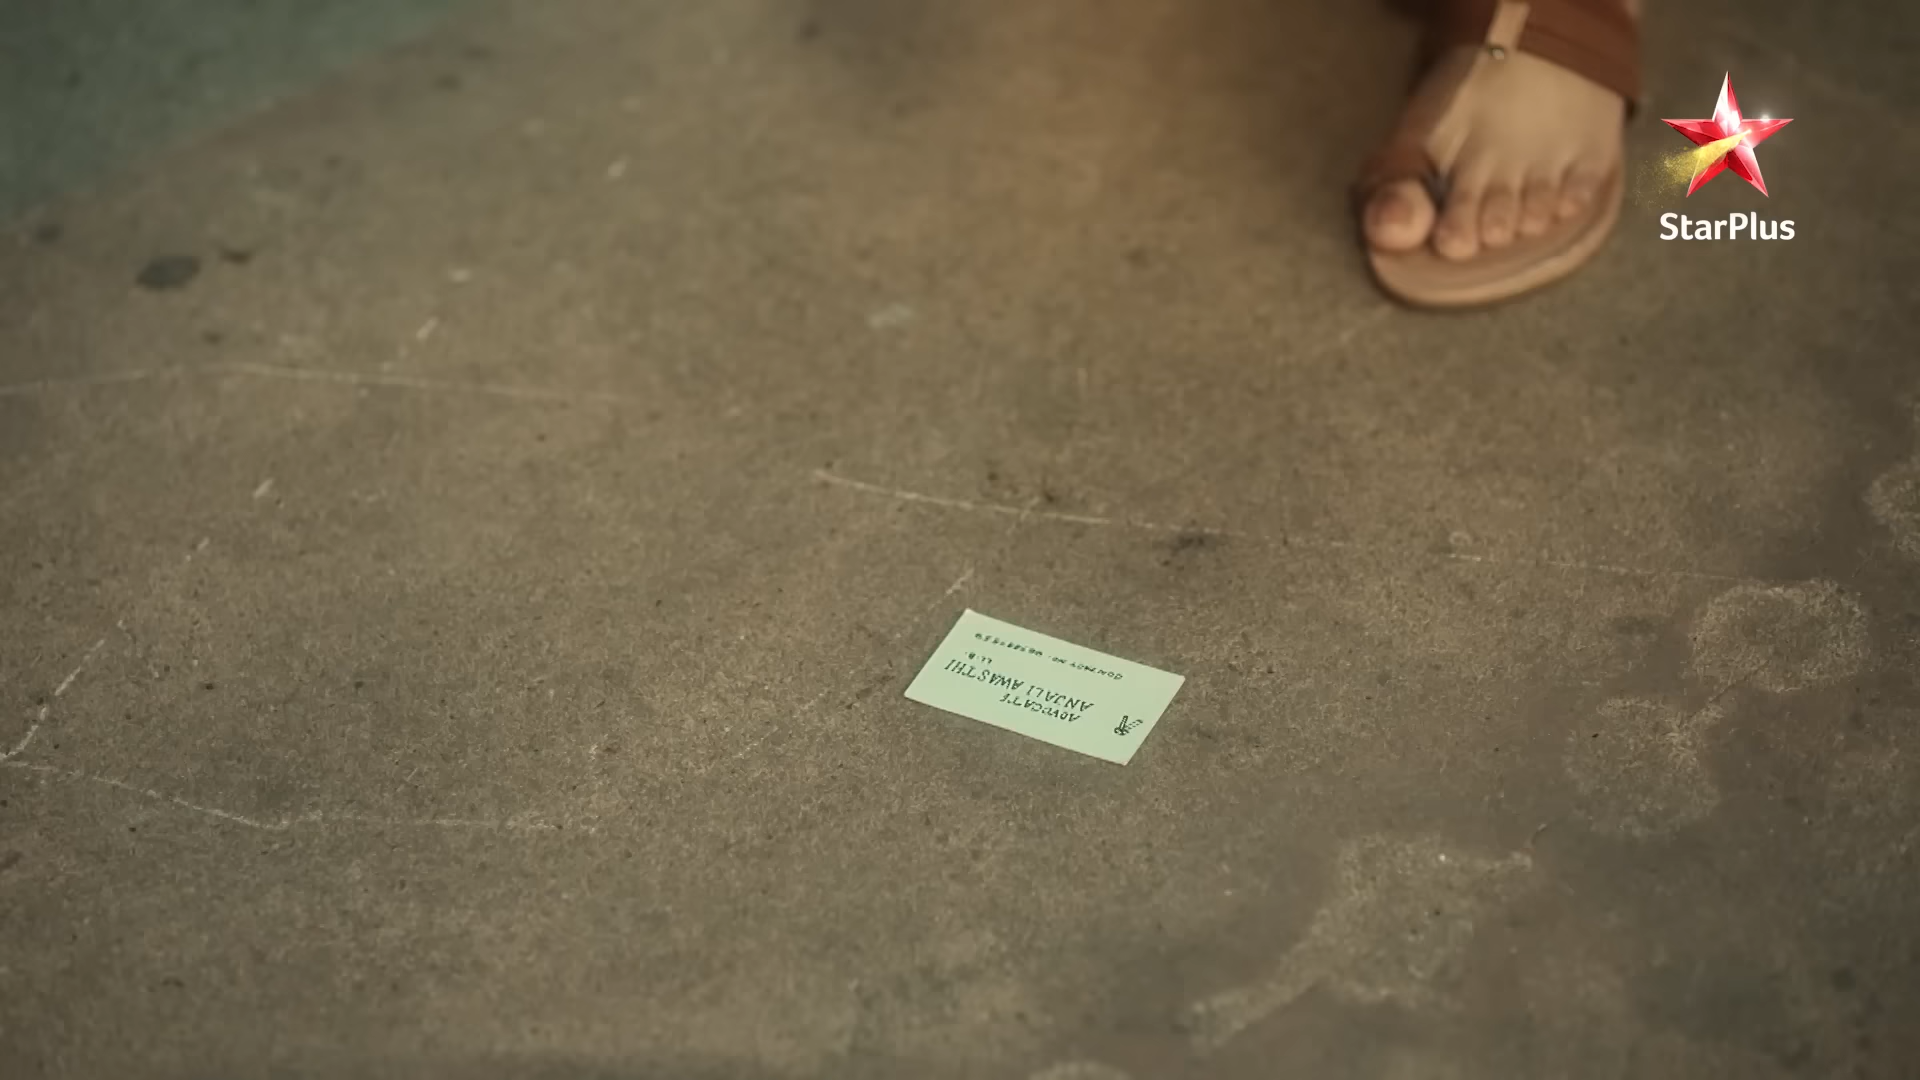 StarPlus
ADVOCATE
ANJALI AWASTHI
LL.B.
CONTACT NO.